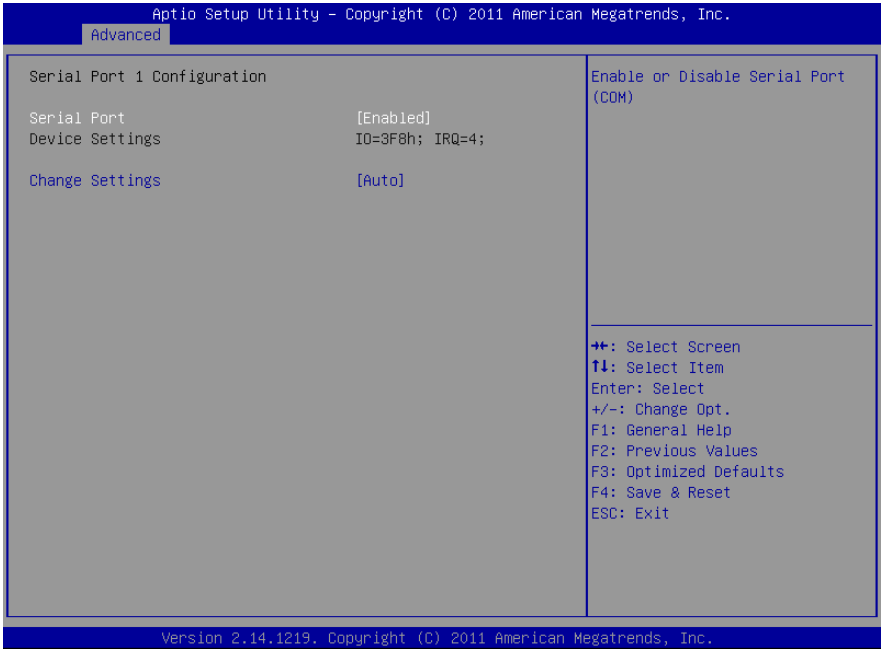 Aptio Setup Utility – Copyright (C) 2011 American Megatrends, Inc.
Advanced
Serial Port 1 Configuration
Serial Port [Enabled]
Device Settings IO=3F8h; IRQ=4;
Change Settings [Auto]
Enable or Disable Serial Port
(COM)
→←: Select Screen
↑↓: Select Item
Enter: Select
+/-: Change Opt.
F1: General Help
F2: Previous Values
F3: Optimized Defaults
F4: Save & Reset
ESC: Exit
Version 2.14.1219. Copyright (C) 2011 American Megatrends, Inc.